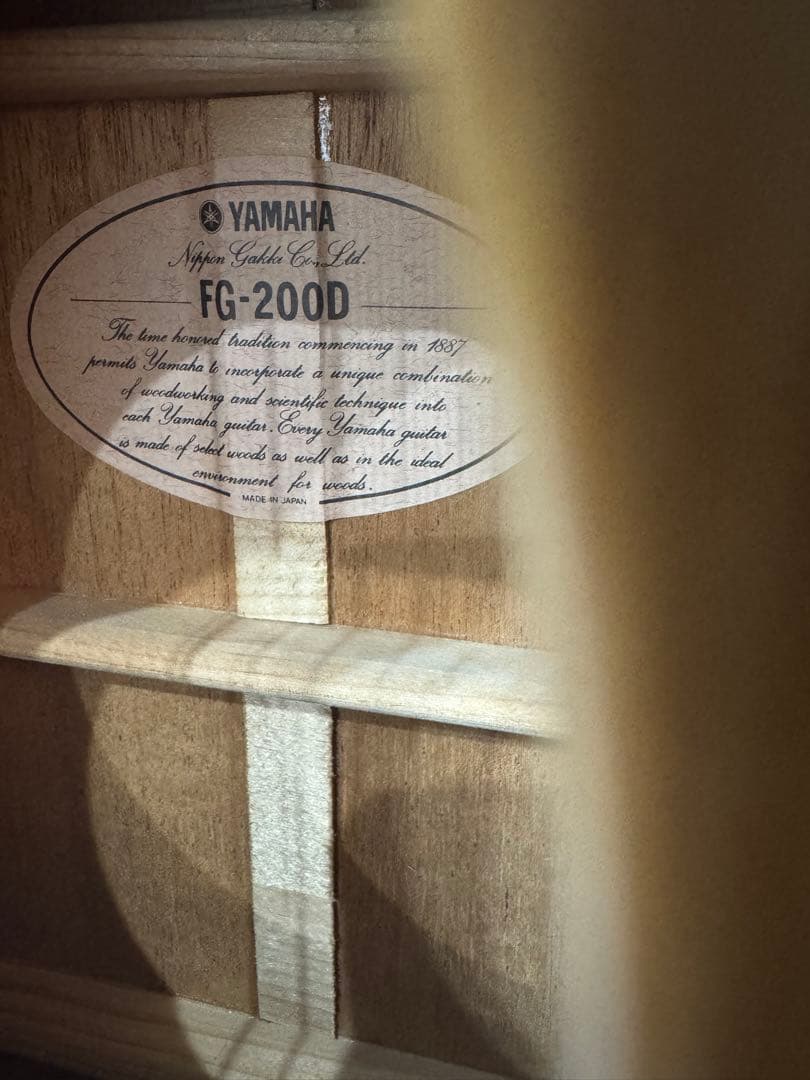 YAMAHA
Nippon Gakki Co., Ltd.
FG-200D
The time honored tradition commencing in 1887
permits Yamaha to incorporate a unique combination
of woodworking and scientific technique into
each Yamaha guitar. Every Yamaha guitar
is made of select woods as well as in the ideal
environment for woods.
MADE IN JAPAN